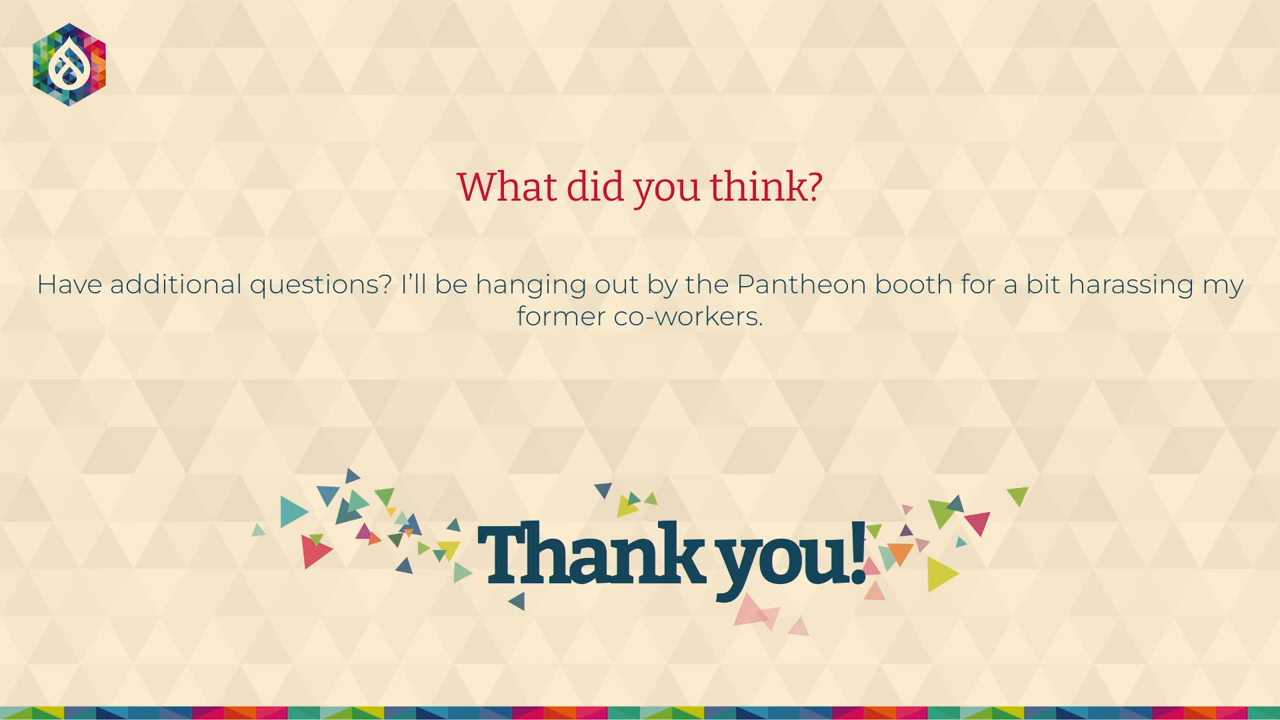 What did you think?
Have additional questions? I’ll be hanging out by the Pantheon booth for a bit harassing my
former co-workers.
Thank you!